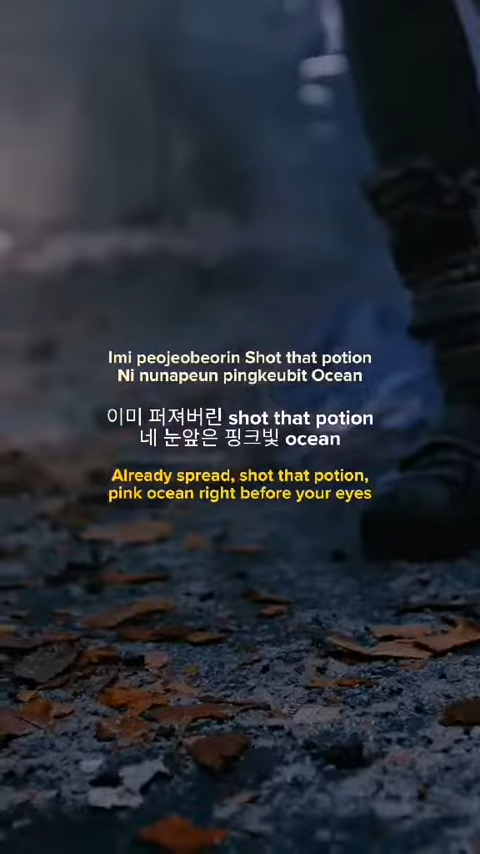 Imi peojeobeorin Shot that potion
Ni nunapeun pingkeubit Ocean
이미 퍼져버린 shot that potion
네 눈앞은 핑크빛 ocean
Already spread, shot that potion,
pink ocean right before your eyes